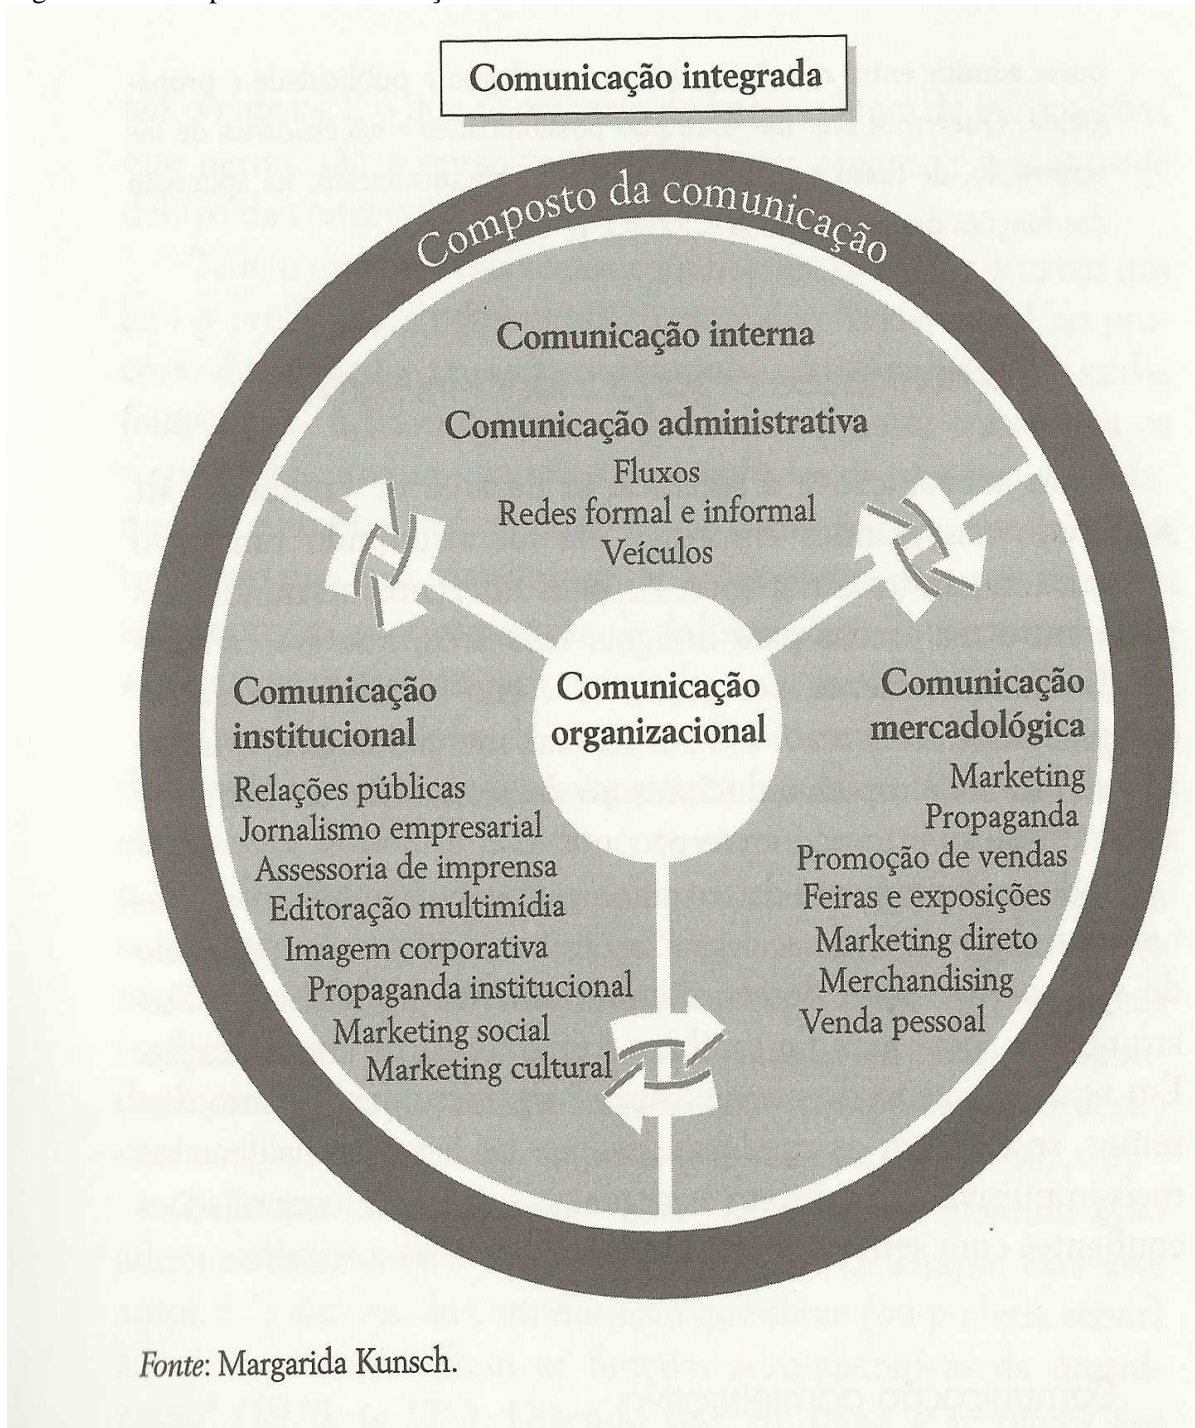 Comunicação integrada
Composto da comunicação
Comunicação interna
Comunicação administrativa
Fluxos
Redes formal e informal
Veículos
Comunicação
organizacional
Comunicação
institucional
Relações públicas
Jornalismo empresarial
Assessoria de imprensa
Editoração multimídia
Imagem corporativa
Propaganda institucional
Marketing social
Marketing cultural
Comunicação
mercadológica
Marketing
Propaganda
Promoção de vendas
Feiras e exposições
Marketing direto
Merchandising
Venda pessoal
Fonte: Margarida Kunsch.